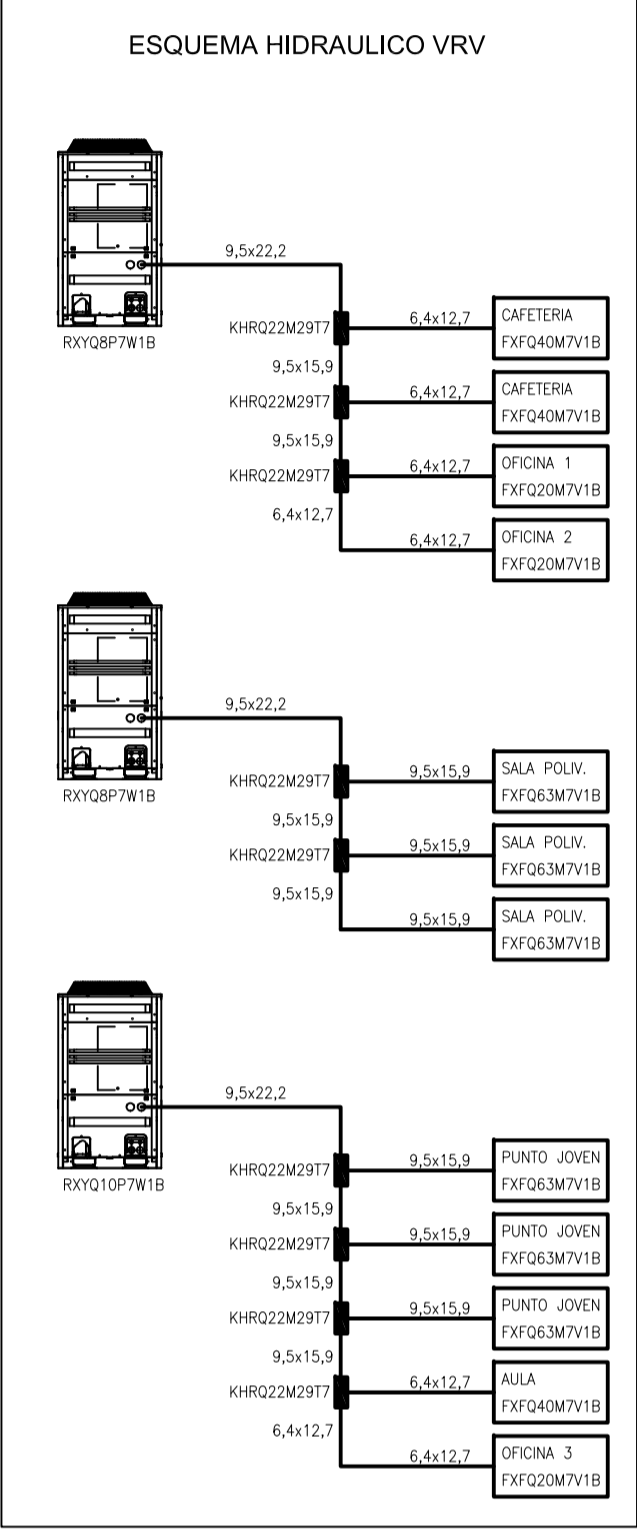 ESQUEMA HIDRAULICO VRV
9,5x22,2
RXYQ8P7W1B
KHRQ22M29T7
6,4x12,7
CAFETERIA
FXFQ40M7V1B
9,5x15,9
KHRQ22M29T7
6,4x12,7
CAFETERIA
FXFQ40M7V1B
9,5x15,9
KHRQ22M29T7
6,4x12,7
OFICINA 1
FXFQ20M7V1B
6,4x12,7
6,4x12,7
OFICINA 2
FXFQ20M7V1B
9,5x22,2
RXYQ8P7W1B
KHRQ22M29T7
9,5x15,9
SALA POLIV.
FXFQ63M7V1B
9,5x15,9
KHRQ22M29T7
9,5x15,9
SALA POLIV.
FXFQ63M7V1B
9,5x15,9
9,5x15,9
SALA POLIV.
FXFQ63M7V1B
9,5x22,2
RXYQ10P7W1B
KHRQ22M29T7
9,5x15,9
PUNTO JOVEN
FXFQ63M7V1B
9,5x15,9
KHRQ22M29T7
9,5x15,9
PUNTO JOVEN
FXFQ63M7V1B
9,5x15,9
KHRQ22M29T7
9,5x15,9
PUNTO JOVEN
FXFQ63M7V1B
9,5x15,9
KHRQ22M29T7
6,4x12,7
AULA
FXFQ40M7V1B
6,4x12,7
6,4x12,7
OFICINA 3
FXFQ20M7V1B